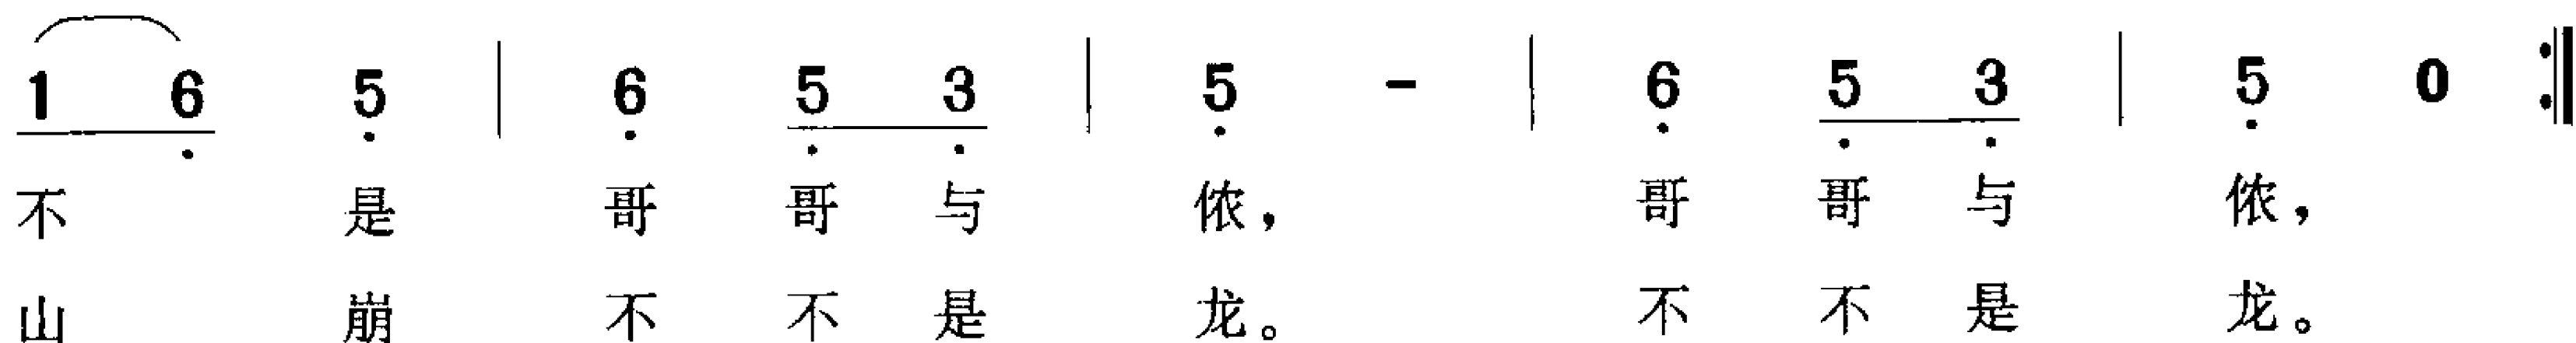 1 6 5 | 6 5 3 | 5 - | 6 5 3 | 5 0 :‖
不 是 哥 哥 与 侬， 哥 哥 与 侬，
山 崩 不 不 是 龙。 不 不 是 龙。